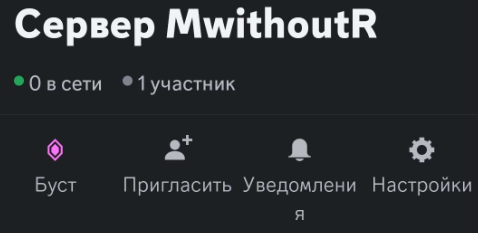 Сервер MwithoutR
0 в сети 1 участник
Буст Пригласить Уведомлени Настройки
я